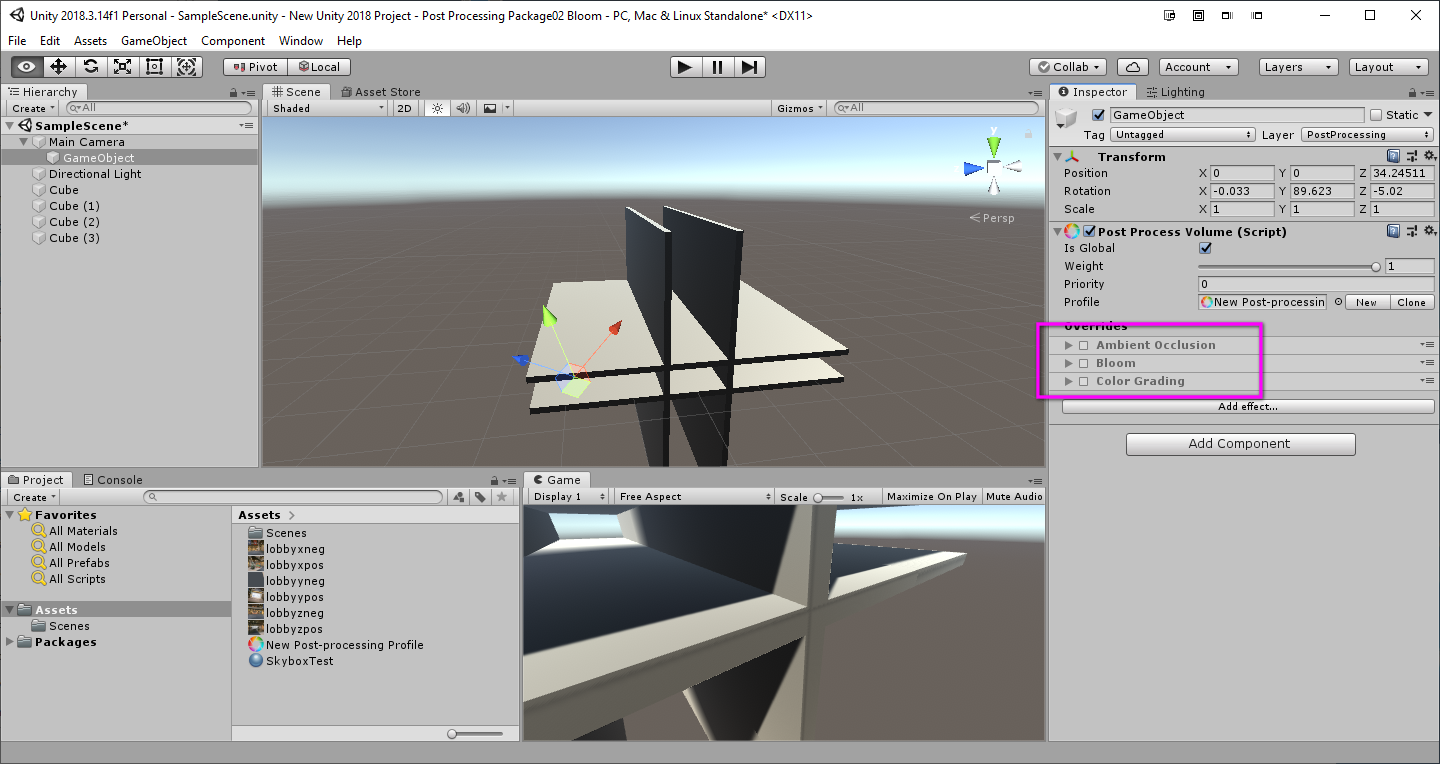 Unity 2018.3.14f1 Personal - SampleScene.unity - New Unity 2018 Project - Post Processing Package02 Bloom - PC, Mac & Linux Standalone* <DX11>
File Edit Assets GameObject Component Window Help
Pivot Local Collab Account Layers Layout
Hierarchy
Create All
SampleScene*
Main Camera
GameObject
Directional Light
Cube
Cube (1)
Cube (2)
Cube (3)
Scene Asset Store
Shaded 2D Gizmos All
y
Persp
Inspector Lighting
GameObject Static
Tag Untagged Layer PostProcessing
Transform
Position X 0 Y 0 Z 34.24511
Rotation X -0.033 Y 89.623 Z -5.02
Scale X 1 Y 1 Z 1
Post Process Volume (Script)
Is Global
Weight 1
Priority 0
Profile New Post-processin New Clone
Overrides
Ambient Occlusion
Bloom
Color Grading
Add effect...
Add Component
Project Console
Create
Favorites
All Materials
All Models
All Prefabs
All Scripts
Assets
Scenes
Packages
Assets
Scenes
lobbyxneg
lobbyxpos
lobbyyneg
lobbyypos
lobbyzneg
lobbyzpos
New Post-processing Profile
SkyboxTest
Game
Display 1 Free Aspect Scale 1x Maximize On Play Mute Audio